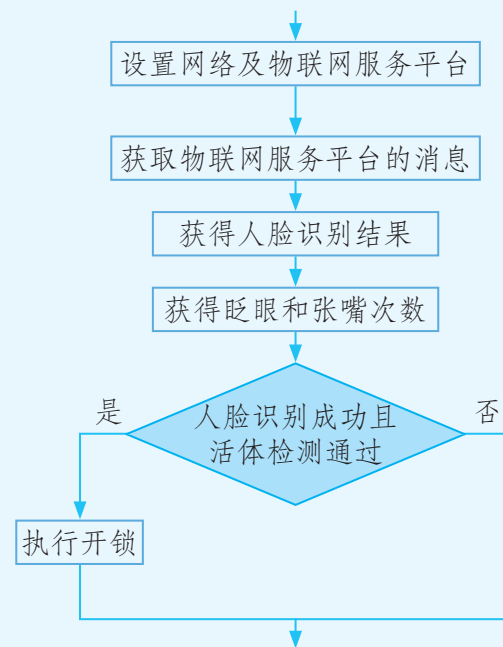 设置网络及物联网服务平台
获取物联网服务平台的消息
获得人脸识别结果
获得眨眼和张嘴次数
人脸识别成功且
活体检测通过
是
否
执行开锁